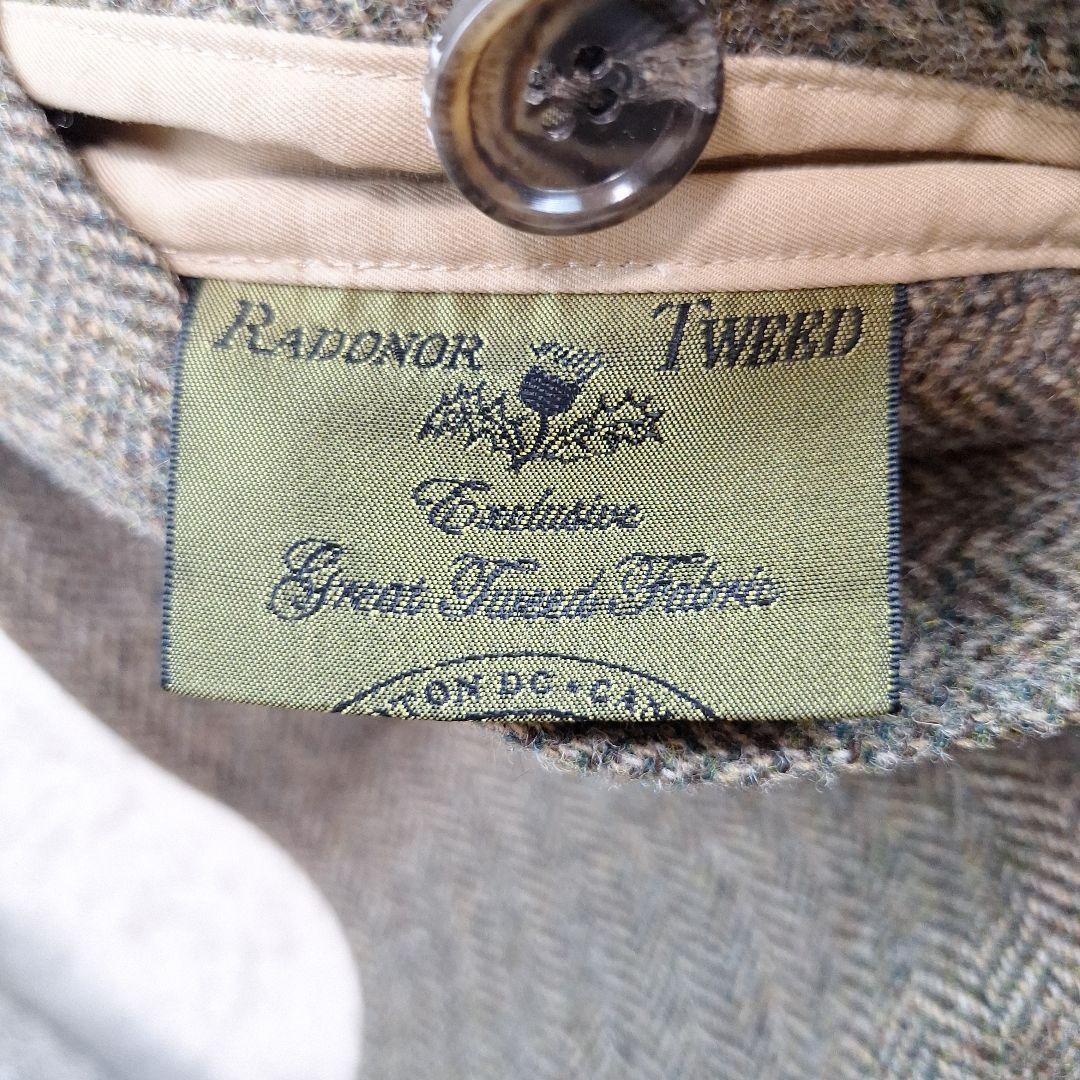 RADONOR TWEED
Exclusive
Great Tweed Fabric
TON DC • CA